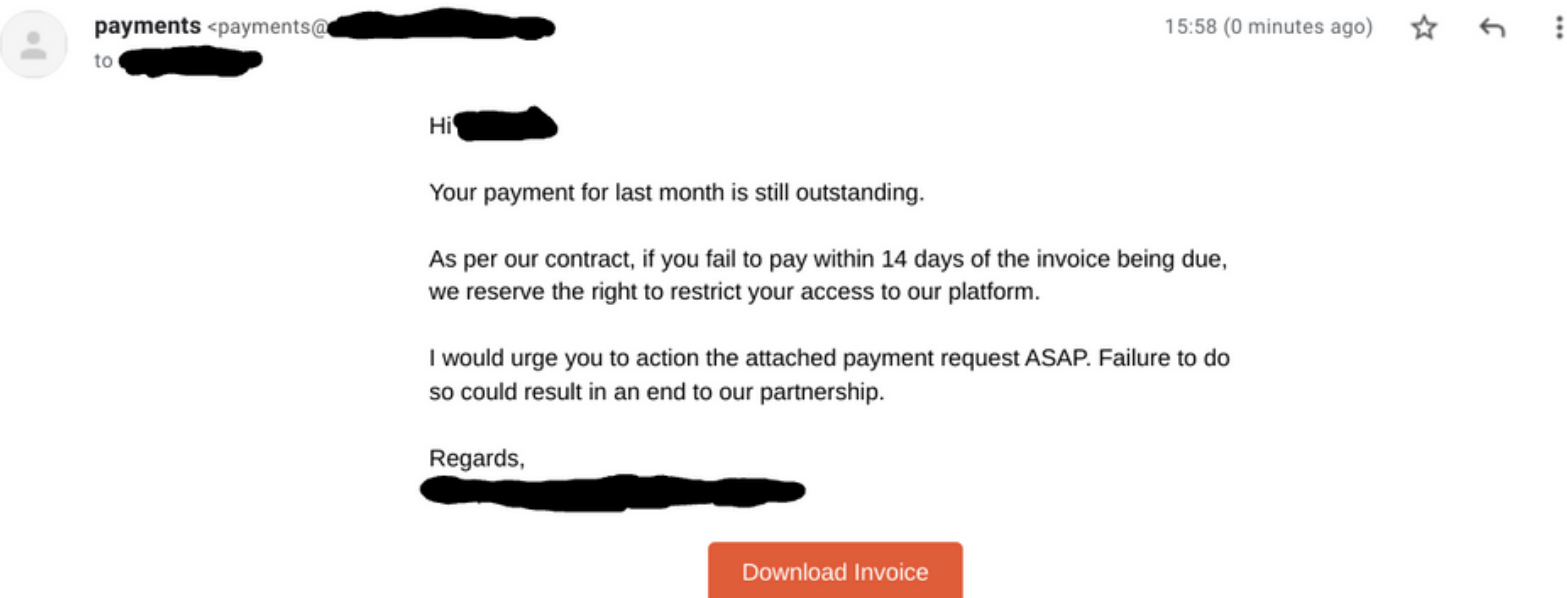 payments <payments@
15:58 (0 minutes ago)
to
Hi
Your payment for last month is still outstanding.
As per our contract, if you fail to pay within 14 days of the invoice being due,
we reserve the right to restrict your access to our platform.
I would urge you to action the attached payment request ASAP. Failure to do
so could result in an end to our partnership.
Regards,
Download Invoice